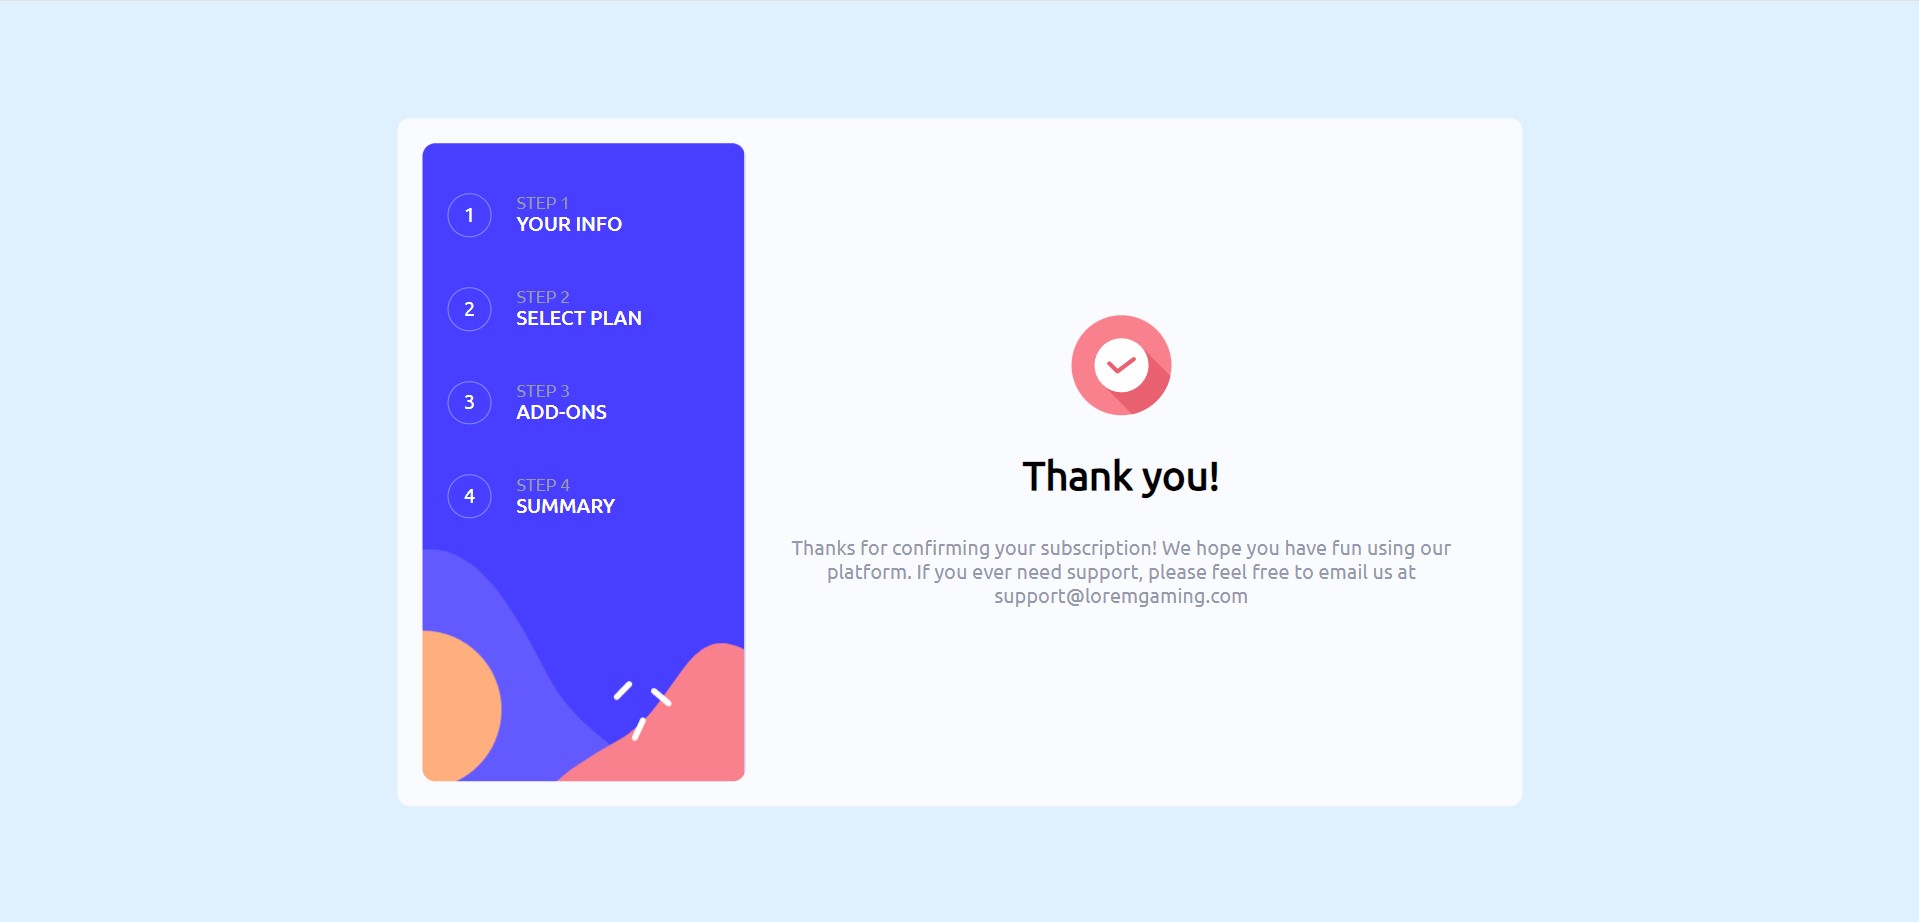 1
STEP 1
YOUR INFO
2
STEP 2
SELECT PLAN
3
STEP 3
ADD-ONS
4
STEP 4
SUMMARY
Thank you!
Thanks for confirming your subscription! We hope you have fun using our
platform. If you ever need support, please feel free to email us at
support@loremgaming.com